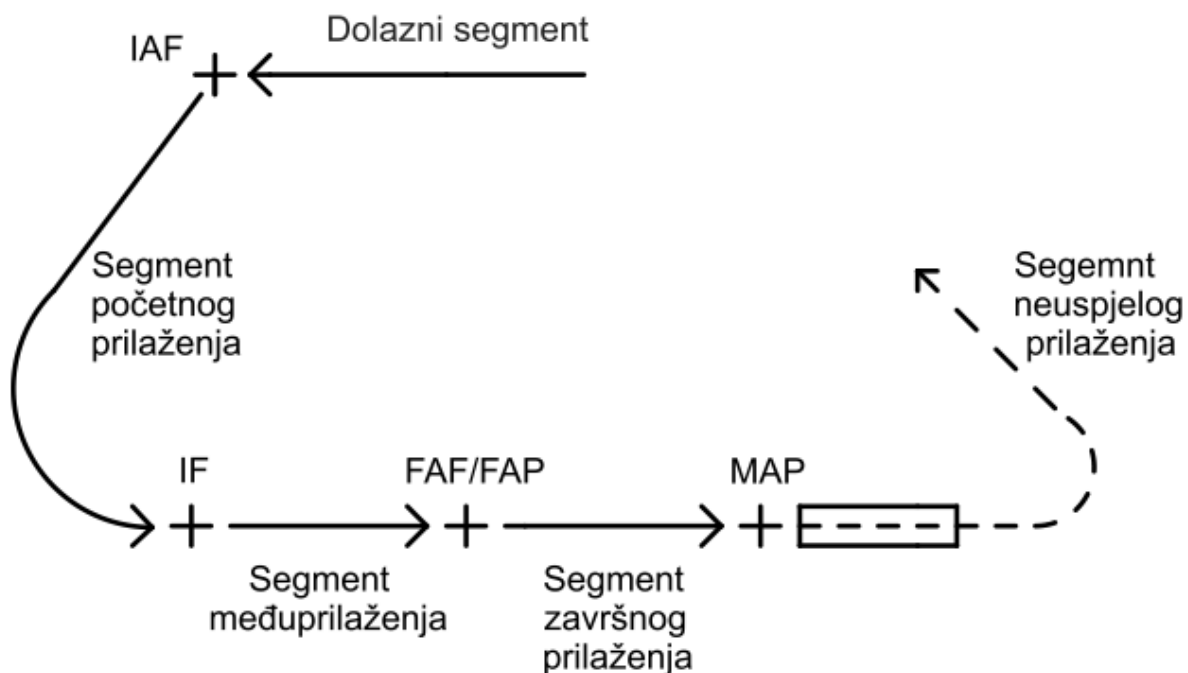 Dolazni segment
IAF
Segment
početnog
prilaženja
Segemnt
neuspjelog
prilaženja
IF
FAF/FAP
MAP
Segment
međuprilaženja
Segment
završnog
prilaženja